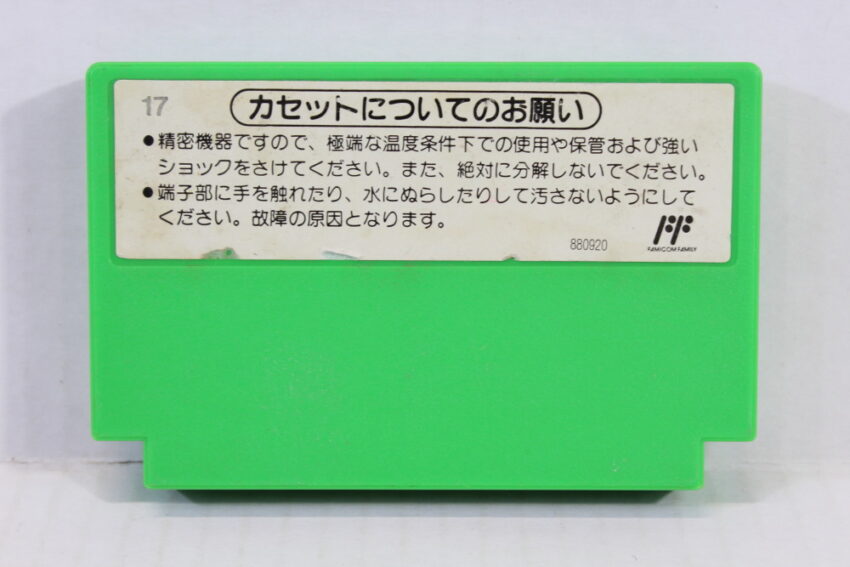 17
カセットについてのお願い
●精密機器ですので、極端な温度条件下での使用や保管および強い
ショックをさけてください。また、絶対に分解しないでください。
●端子部に手を触れたり、水にぬらしたりして汚さないようにして
ください。故障の原因となります。
880920
FAMICOM FAMILY